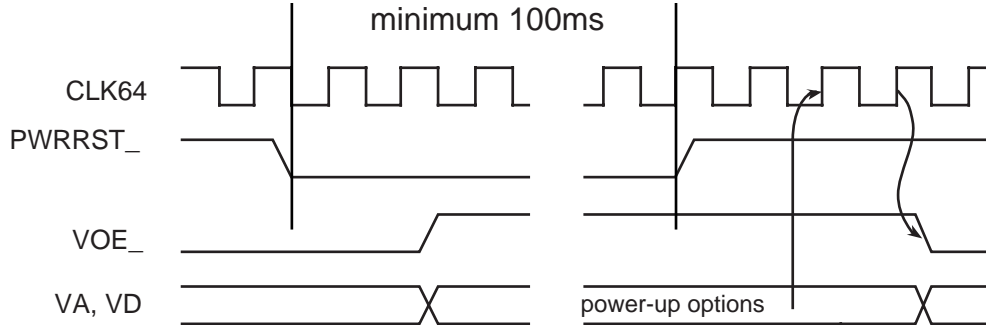 minimum 100ms
CLK64
PWRRST_
VOE_
VA, VD
power-up options